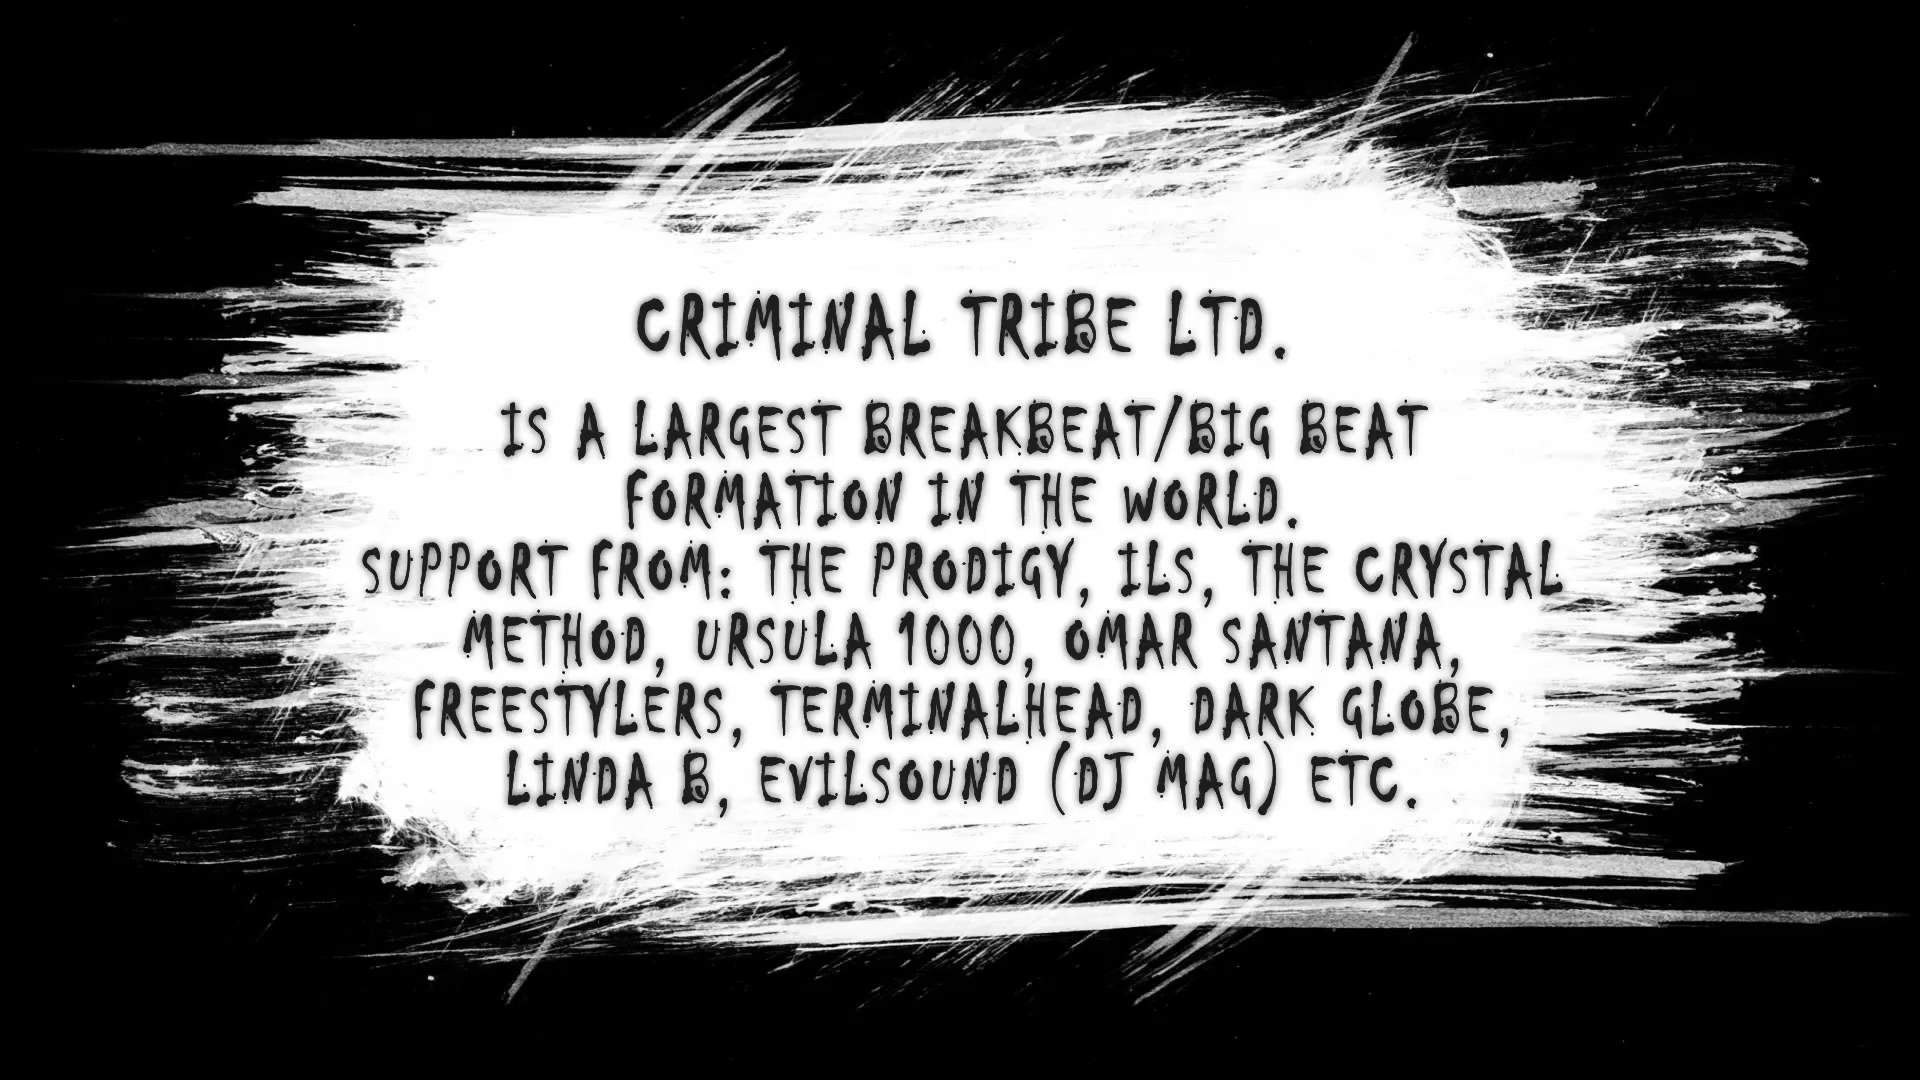 CRIMINAL TRIBE LTD.
IS A LARGEST BREAKBEAT/BIG BEAT
FORMATION IN THE WORLD.
SUPPORT FROM: THE PRODIGY, ILS, THE CRYSTAL
METHOD, URSULA 1000, OMAR SANTANA,
FREESTYLERS, TERMINALHEAD, DARK GLOBE,
LINDA B, EVILSOUND (DJ MAG) ETC.